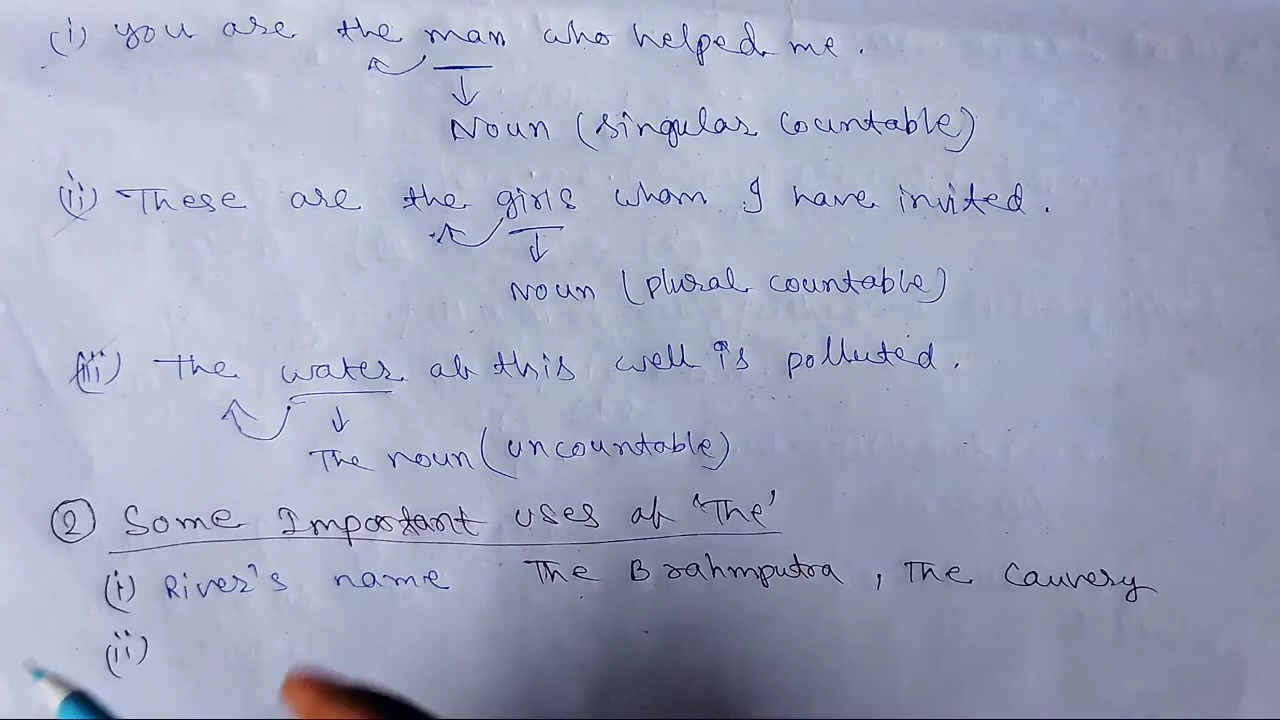 (i) you are the man who helped me.
Noun (singular countable)
(ii) These are the girls whom I have invited.
Noun (plural countable)
(iii) The water of this well is polluted.
The noun (uncountable)
② Some Important uses of 'The'
(i) River's name The Brahmputra, The Cauvery
(ii)